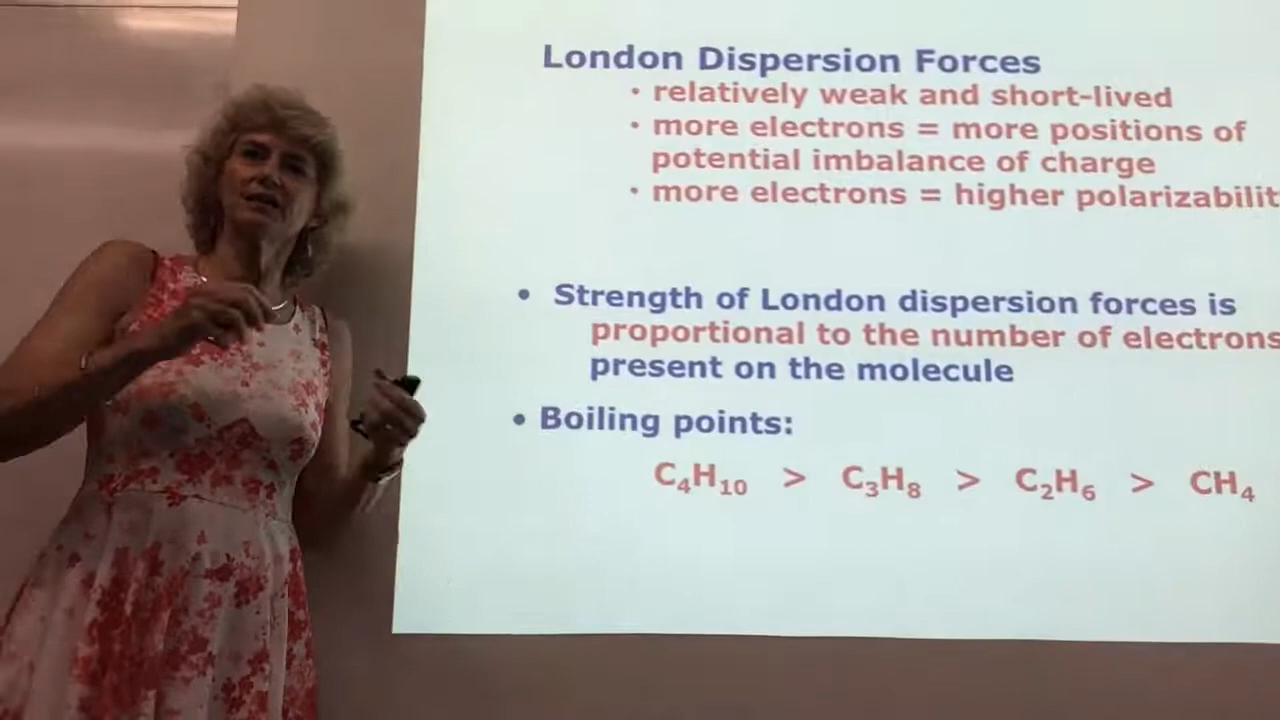 London Dispersion Forces
• relatively weak and short-lived
• more electrons = more positions of
potential imbalance of charge
• more electrons = higher polarizabilit
• Strength of London dispersion forces is
proportional to the number of electrons
present on the molecule
• Boiling points:
C₄H₁₀ > C₃H₈ > C₂H₆ > CH₄